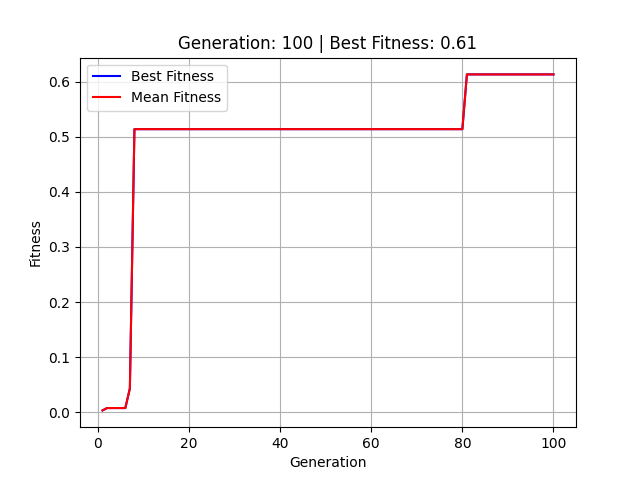 Generation: 100 | Best Fitness: 0.61
Best Fitness
Mean Fitness
0.6
0.5
0.4
0.3
0.2
0.1
0.0
Fitness
0 20 40 60 80 100
Generation